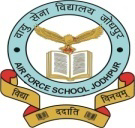 वायु सेना विद्यालय जोधपुर
AIR FORCE SCHOOL JODHPUR
विद्या ददाति विनयम्